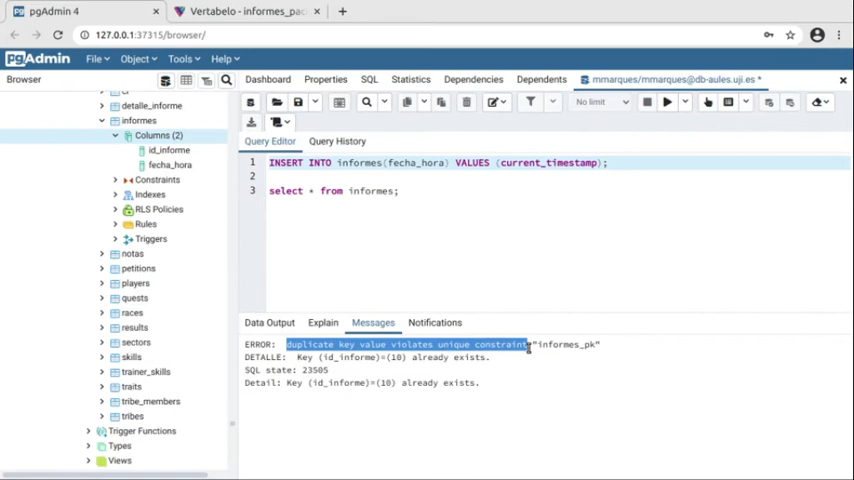 pgAdmin 4
Vertabelo - informes_pac
127.0.0.1:37315/browser/
pgAdmin File Object Tools Help
Browser
Dashboard Properties SQL Statistics Dependencies Dependents mmarques/mmarques@db-aules.uji.es *
No limit
Query Editor Query History
detalle_informe
informes
Columns (2)
id_informe
fecha_hora
Constraints
Indexes
RLS Policies
Rules
Triggers
notas
petitions
players
quests
races
results
sectors
skills
trainer_skills
traits
tribe_members
tribes
Trigger Functions
Types
Views
1 INSERT INTO informes(fecha_hora) VALUES (current_timestamp);
2
3 select * from informes;
Data Output Explain Messages Notifications
ERROR: duplicate key value violates unique constraint "informes_pk"
DETALLE: Key (id_informe)=(10) already exists.
SQL state: 23505
Detail: Key (id_informe)=(10) already exists.